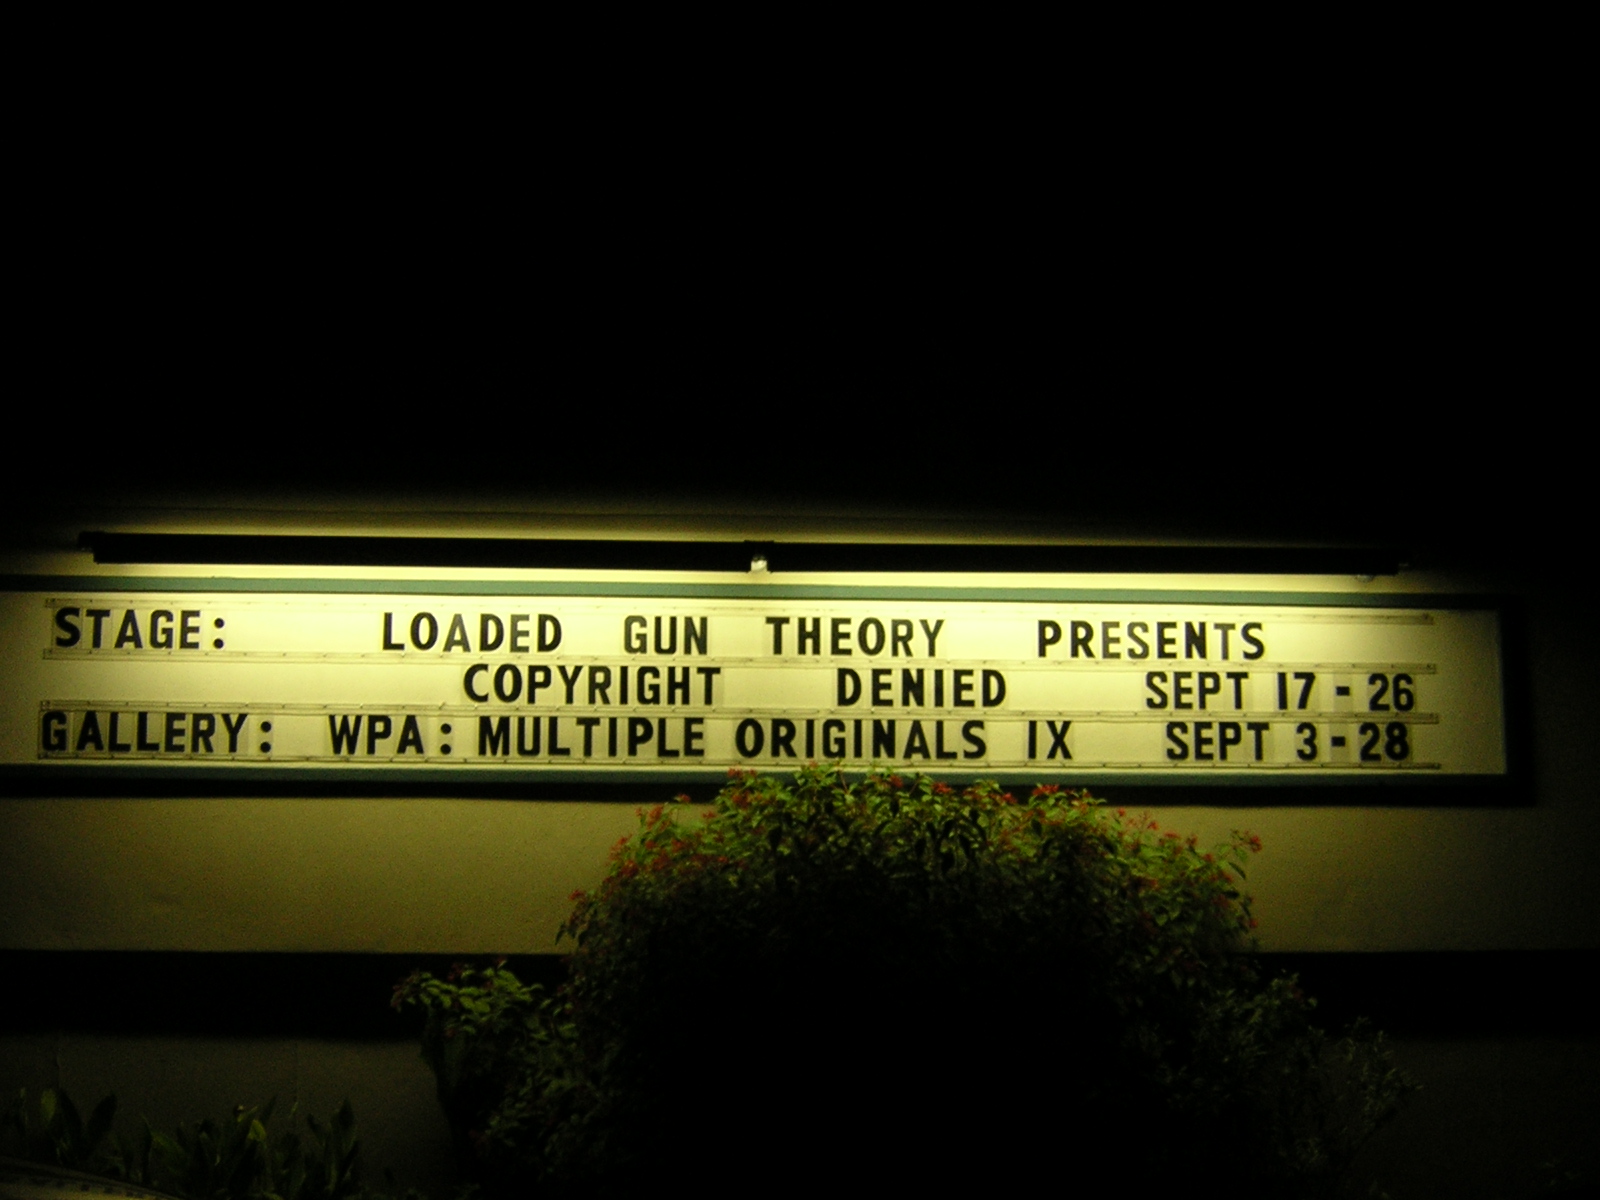 STAGE: LOADED GUN THEORY PRESENTS
COPYRIGHT DENIED SEPT 17-26
GALLERY: WPA: MULTIPLE ORIGINALS IX SEPT 3-28